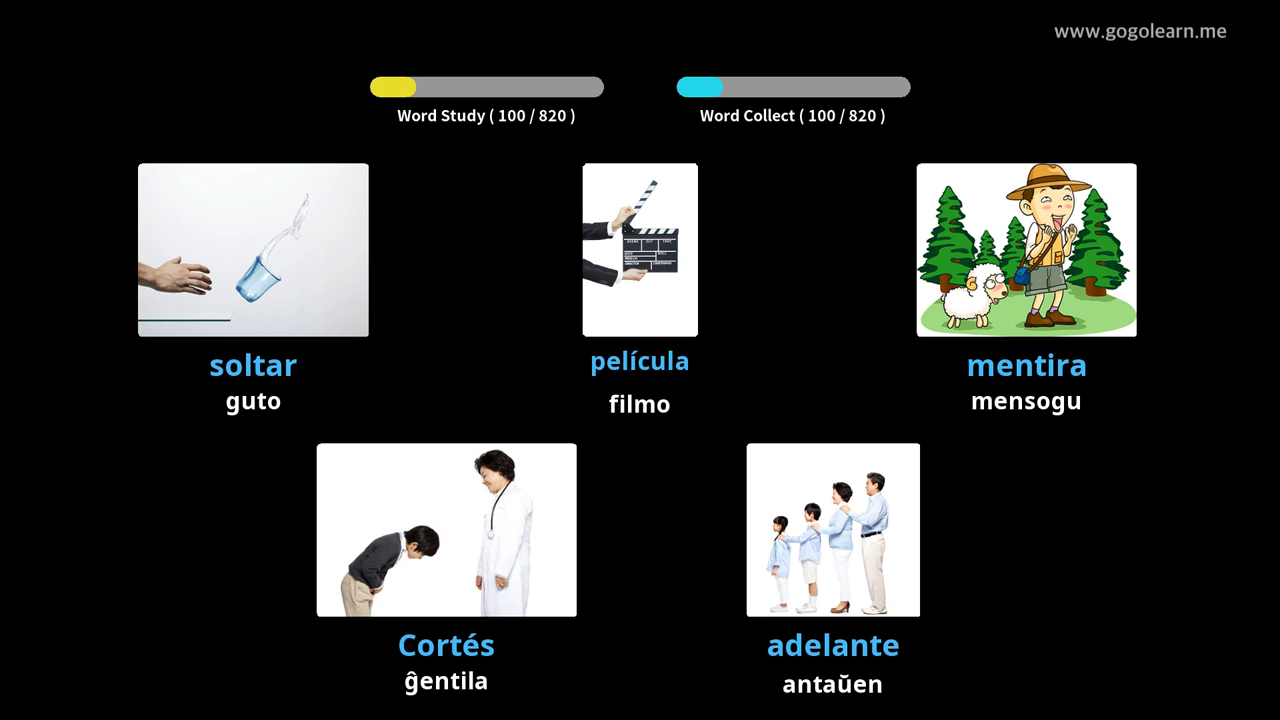 www.gogolearn.me
Word Study ( 100 / 820 )
Word Collect ( 100 / 820 )
soltar
guto
película
filmo
mentira
mensogu
Cortés
ĝentila
adelante
antaŭen